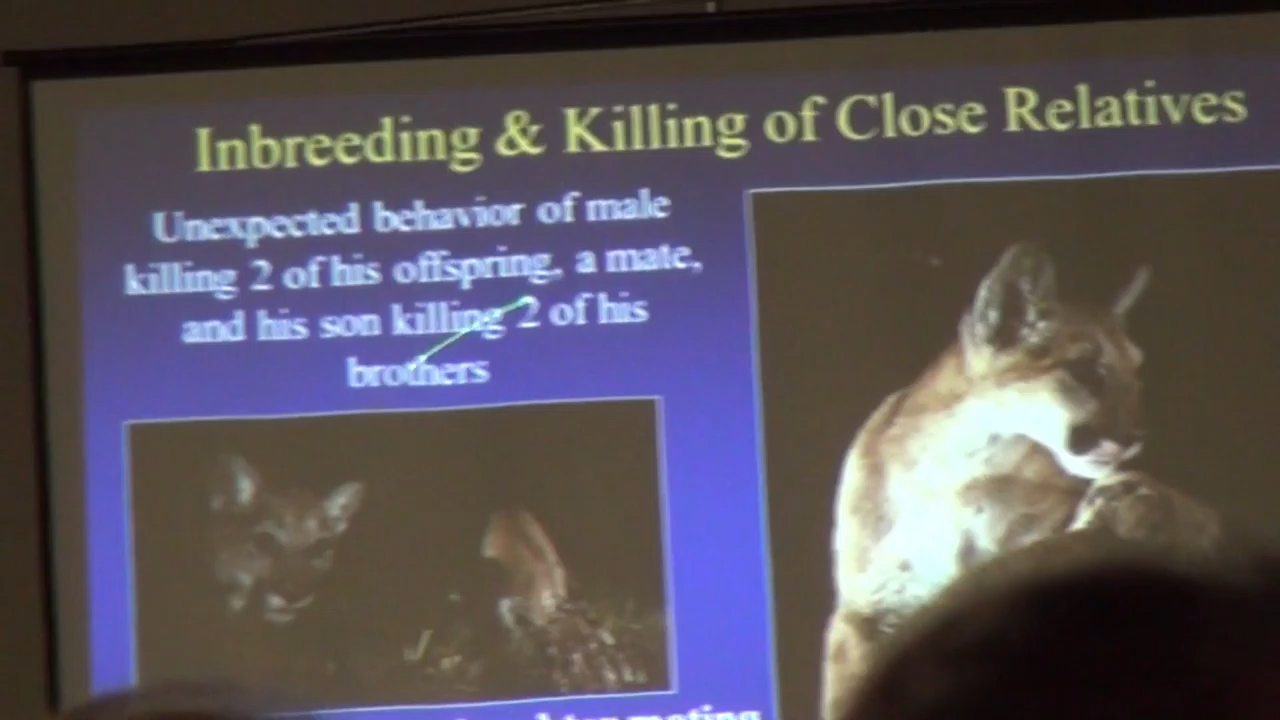 Inbreeding & Killing of Close Relatives
Unexpected behavior of male
killing 2 of his offspring, a mate,
and his son killing 2 of his
brothers
mating